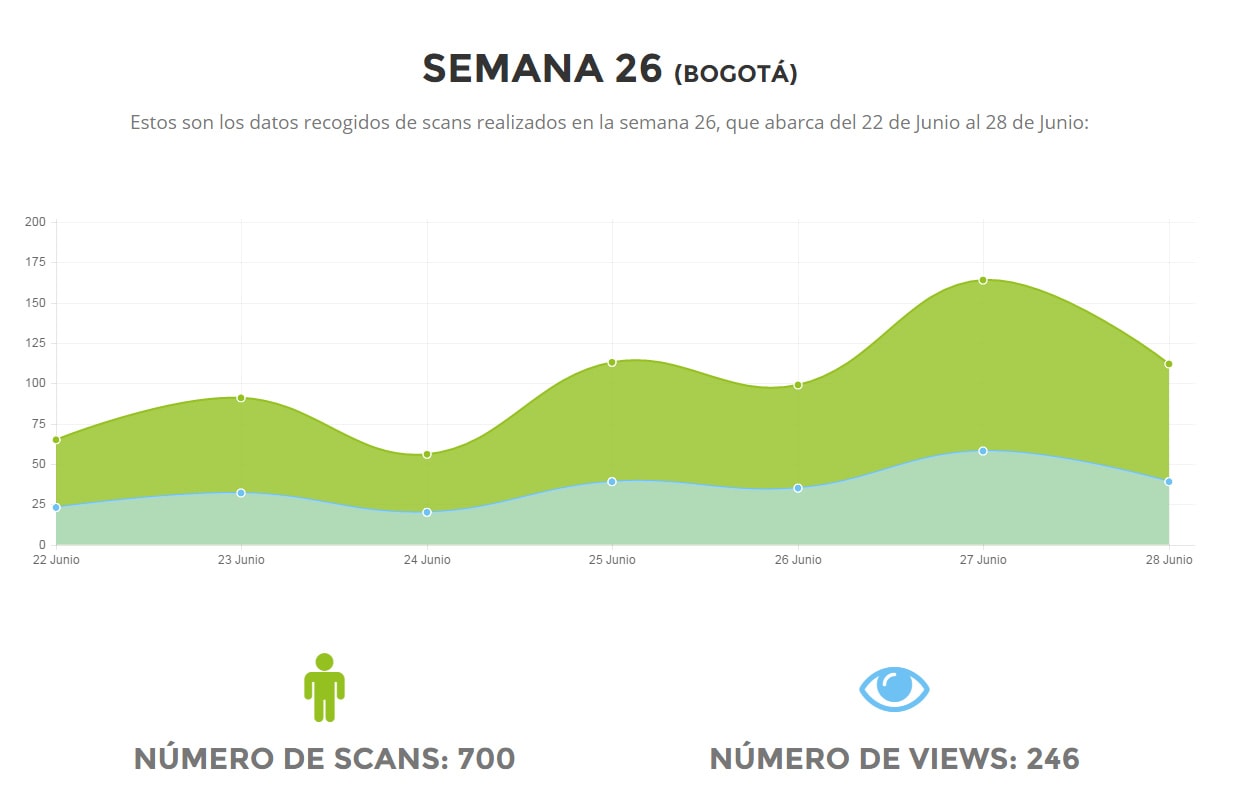 SEMANA 26 (BOGOTÁ)
Estos son los datos recogidos de scans realizados en la semana 26, que abarca del 22 de Junio al 28 de Junio:
200
175
150
125
100
75
50
25
0
22 Junio 23 Junio 24 Junio 25 Junio 26 Junio 27 Junio 28 Junio
NÚMERO DE SCANS: 700 NÚMERO DE VIEWS: 246